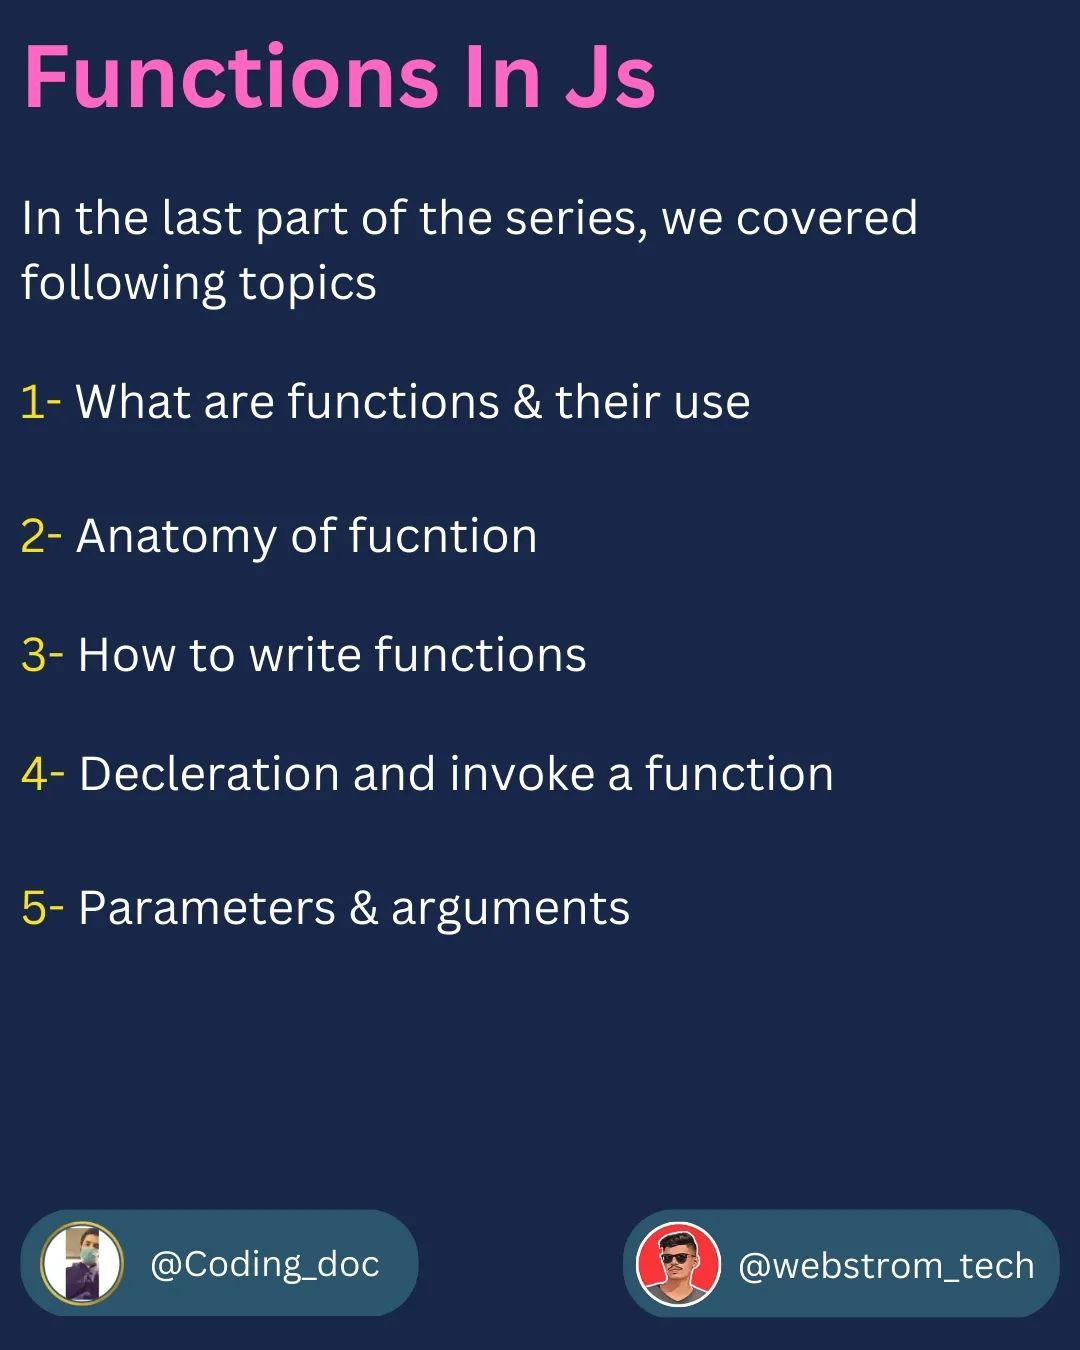 Functions In Js
In the last part of the series, we covered
following topics
1- What are functions & their use
2- Anatomy of fucntion
3- How to write functions
4- Decleration and invoke a function
5- Parameters & arguments
@Coding_doc
@webstrom_tech